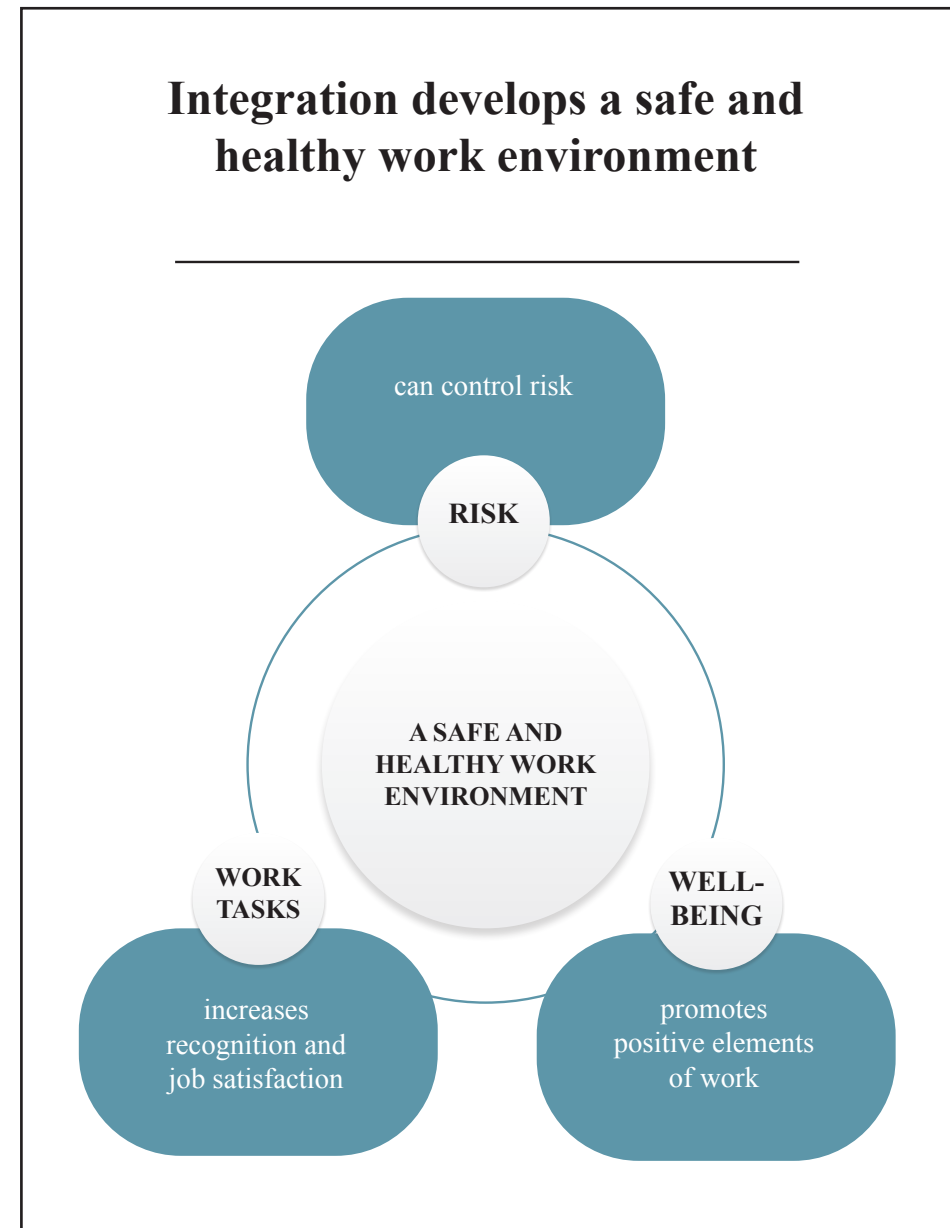 Integration develops a safe and
healthy work environment
can control risk
RISK
A SAFE AND
HEALTHY WORK
ENVIRONMENT
WORK
TASKS
increases
recognition and
job satisfaction
WELL-
BEING
promotes
positive elements
of work